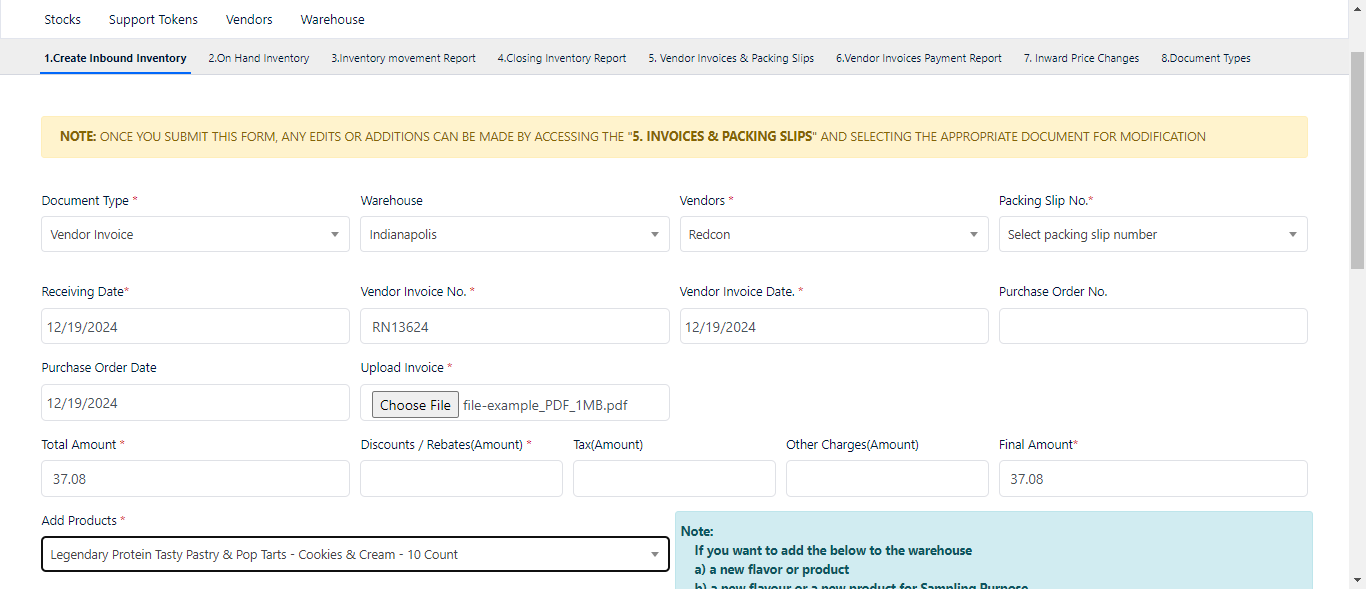 Stocks Support Tokens Vendors Warehouse
1.Create Inbound Inventory 2.On Hand Inventory 3.Inventory movement Report 4.Closing Inventory Report 5. Vendor Invoices & Packing Slips 6.Vendor Invoices Payment Report 7. Inward Price Changes 8.Document Types
NOTE: ONCE YOU SUBMIT THIS FORM, ANY EDITS OR ADDITIONS CAN BE MADE BY ACCESSING THE "5. INVOICES & PACKING SLIPS" AND SELECTING THE APPROPRIATE DOCUMENT FOR MODIFICATION
Document Type * Warehouse Vendors * Packing Slip No.*
Vendor Invoice Indianapolis Redcon Select packing slip number
Receiving Date* Vendor Invoice No. * Vendor Invoice Date. * Purchase Order No.
12/19/2024 RN13624 12/19/2024
Purchase Order Date Upload Invoice *
12/19/2024 Choose File file-example_PDF_1MB.pdf
Total Amount * Discounts / Rebates(Amount) * Tax(Amount) Other Charges(Amount) Final Amount*
37.08 37.08
Add Products *
Legendary Protein Tasty Pastry & Pop Tarts - Cookies & Cream - 10 Count
Note:
If you want to add the below to the warehouse
a) a new flavor or product
b) a new flavour or a new product for Sampling Purpose